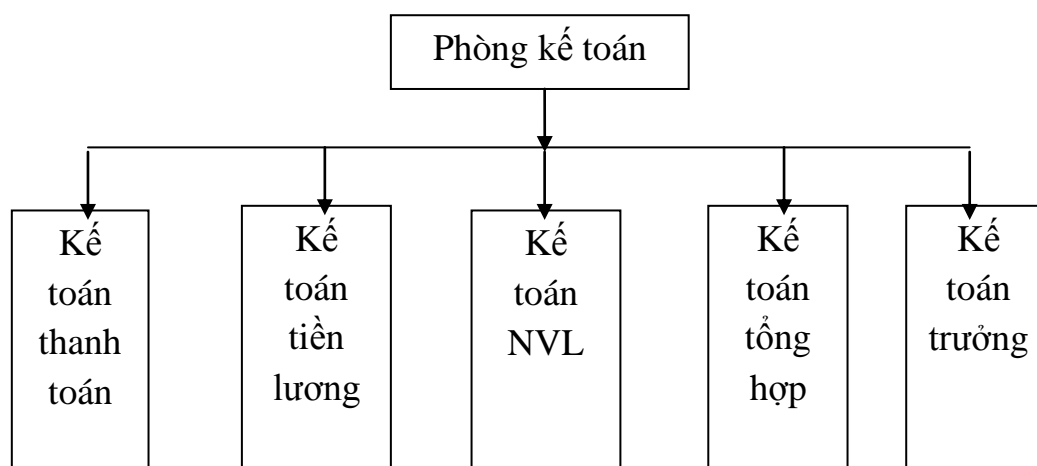 Phòng kế toán
Kế
toán
thanh
toán
Kế
toán
tiền
lương
Kế
toán
NVL
Kế
toán
tổng
hợp
Kế
toán
trưởng